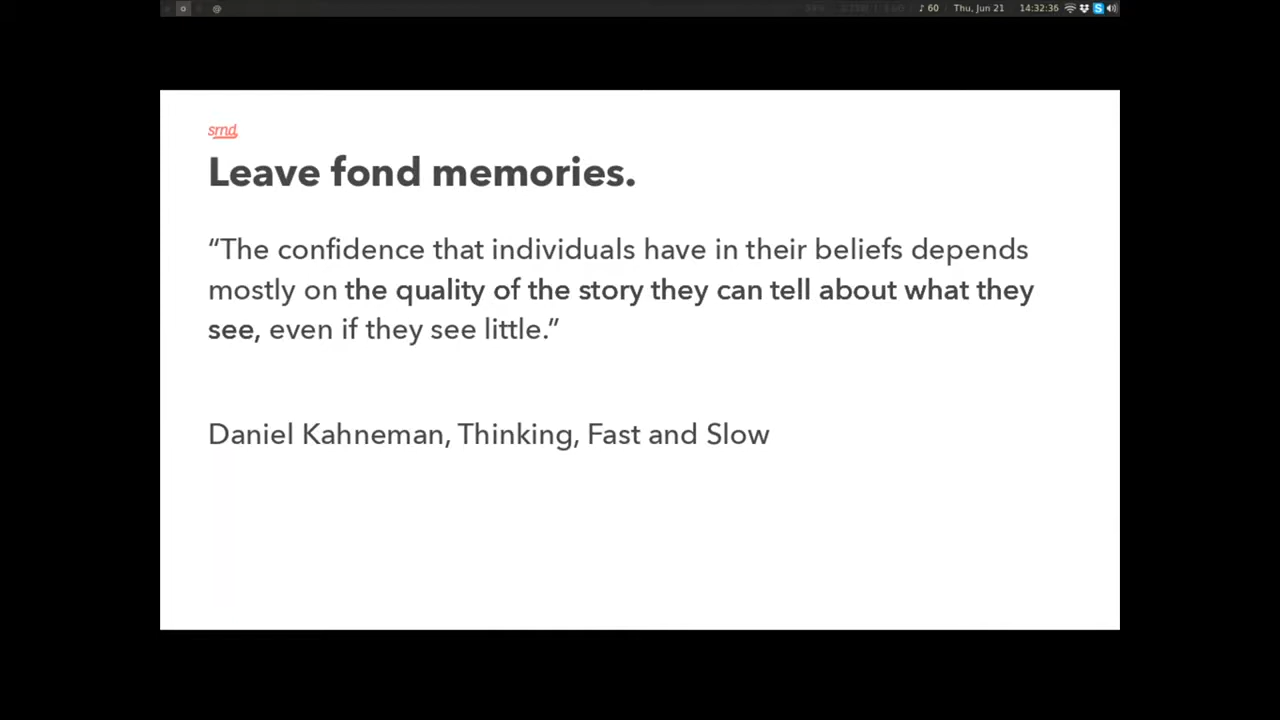 @ ♪ 60 Thu, Jun 21 14:32:36 S
srnd
Leave fond memories.
“The confidence that individuals have in their beliefs depends
mostly on the quality of the story they can tell about what they
see, even if they see little.”
Daniel Kahneman, Thinking, Fast and Slow